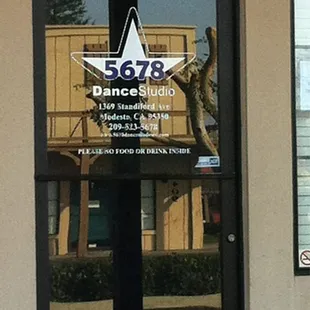 5678
DanceStudio
1369 Standiford Ave
Modesto, CA 95350
209-523-5678
PLEASE NO FOOD OR DRINK INSIDE